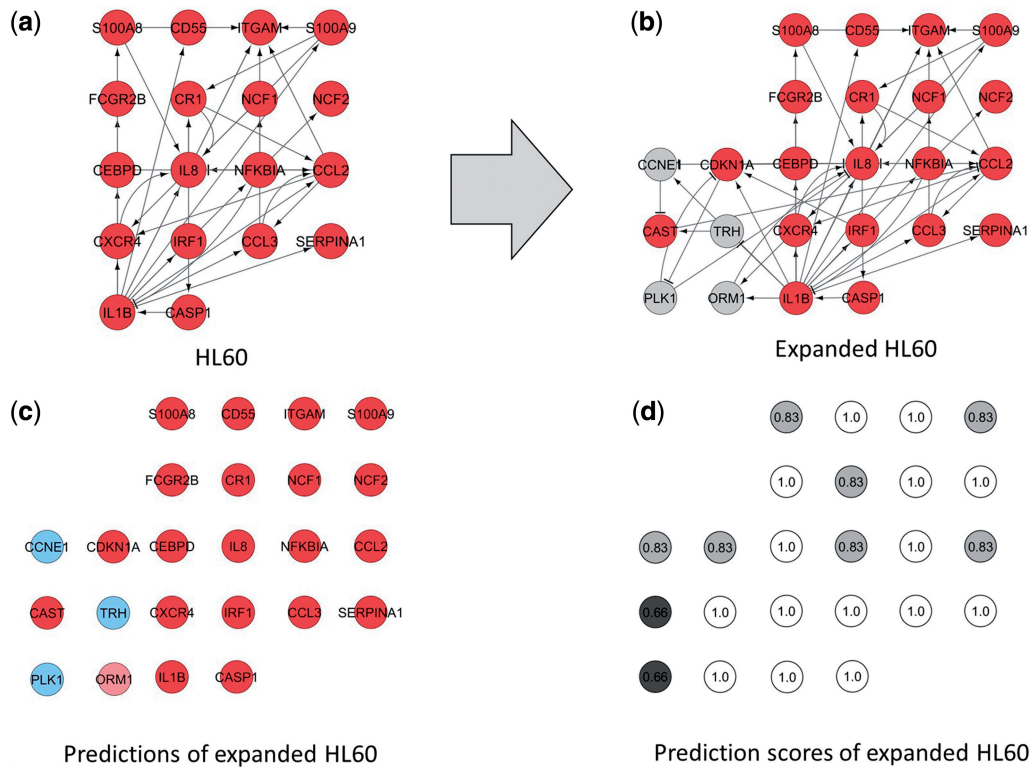 (a)
S100A8 CD55 ITGAM S100A9
FCGR2B CR1 NCF1 NCF2
CEBPD IL8 NFKBIA CCL2
CXCR4 IRF1 CCL3 SERPINA1
IL1B CASP1
HL60
(b)
S100A8 CD55 ITGAM S100A9
FCGR2B CR1 NCF1 NCF2
CCNE1 CDKN1A CEBPD IL8 NFKBIA CCL2
CAST TRH CXCR4 IRF1 CCL3 SERPINA1
PLK1 ORM1 IL1B CASP1
Expanded HL60
(c)
S100A8 CD55 ITGAM S100A9
FCGR2B CR1 NCF1 NCF2
CCNE1 CDKN1A CEBPD IL8 NFKBIA CCL2
CAST TRH CXCR4 IRF1 CCL3 SERPINA1
PLK1 ORM1 IL1B CASP1
Predictions of expanded HL60
(d)
0.83 1.0 1.0 0.83
1.0 0.83 1.0 1.0
0.83 0.83 1.0 0.83 1.0 0.83
0.66 1.0 1.0 1.0 1.0 1.0
0.66 1.0 1.0 1.0
Prediction scores of expanded HL60